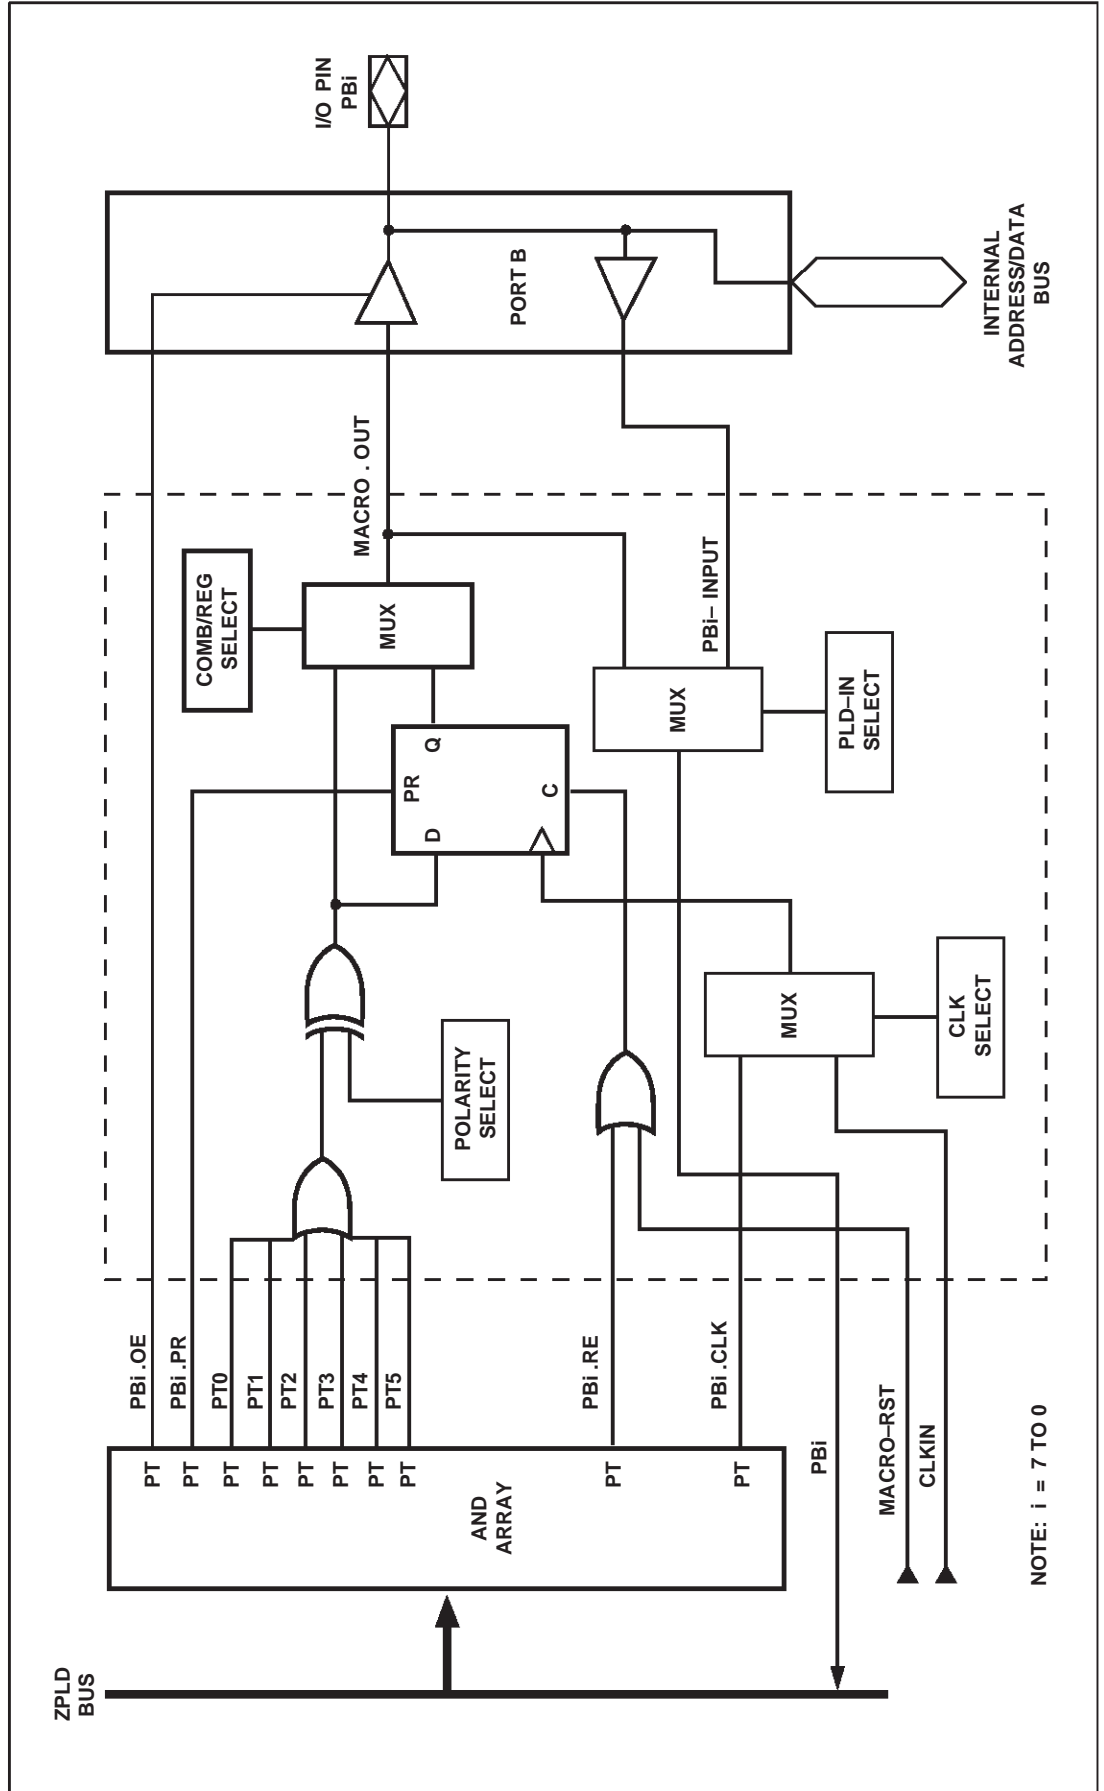 ZPLD
BUS
AND
ARRAY
PT
PT
PT
PT
PT
PT
PT
PT
PT
PT
PBi .OE
PBi .PR
PT0
PT1
PT2
PT3
PT4
PT5
PBi .RE
PBi .CLK
PBi
MACRO–RST
CLKIN
POLARITY
SELECT
MUX
CLK
SELECT
D
PR
Q
C
COMB/REG
SELECT
MUX
MUX
PLD–IN
SELECT
MACRO . OUT
PBi– INPUT
PORT B
I/O PIN
PBi
INTERNAL
ADDRESS/DATA
BUS
NOTE: i = 7 TO 0